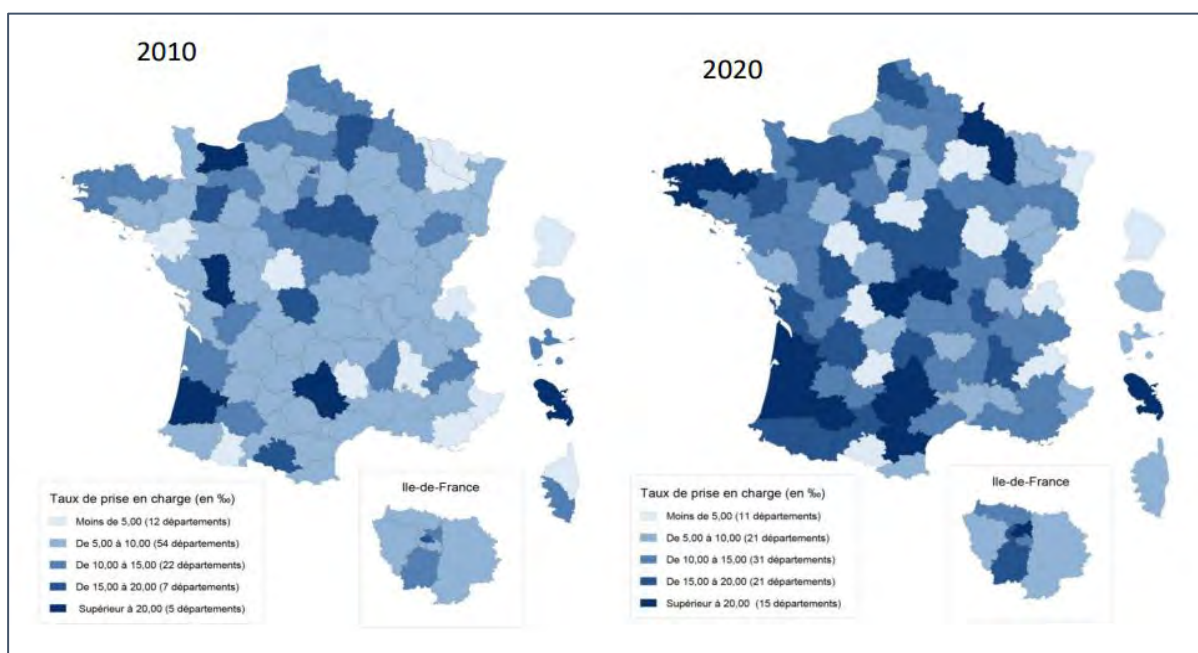 2010
2020
Taux de prise en charge (en ‰)
Moins de 5,00 (12 départements)
De 5,00 à 10,00 (54 départements)
De 10,00 à 15,00 (22 départements)
De 15,00 à 20,00 (7 départements)
Supérieur à 20,00 (5 départements)
Ile-de-France
Taux de prise en charge (en ‰)
Moins de 5,00 (11 départements)
De 5,00 à 10,00 (21 départements)
De 10,00 à 15,00 (31 départements)
De 15,00 à 20,00 (21 départements)
Supérieur à 20,00 (15 départements)
Ile-de-France